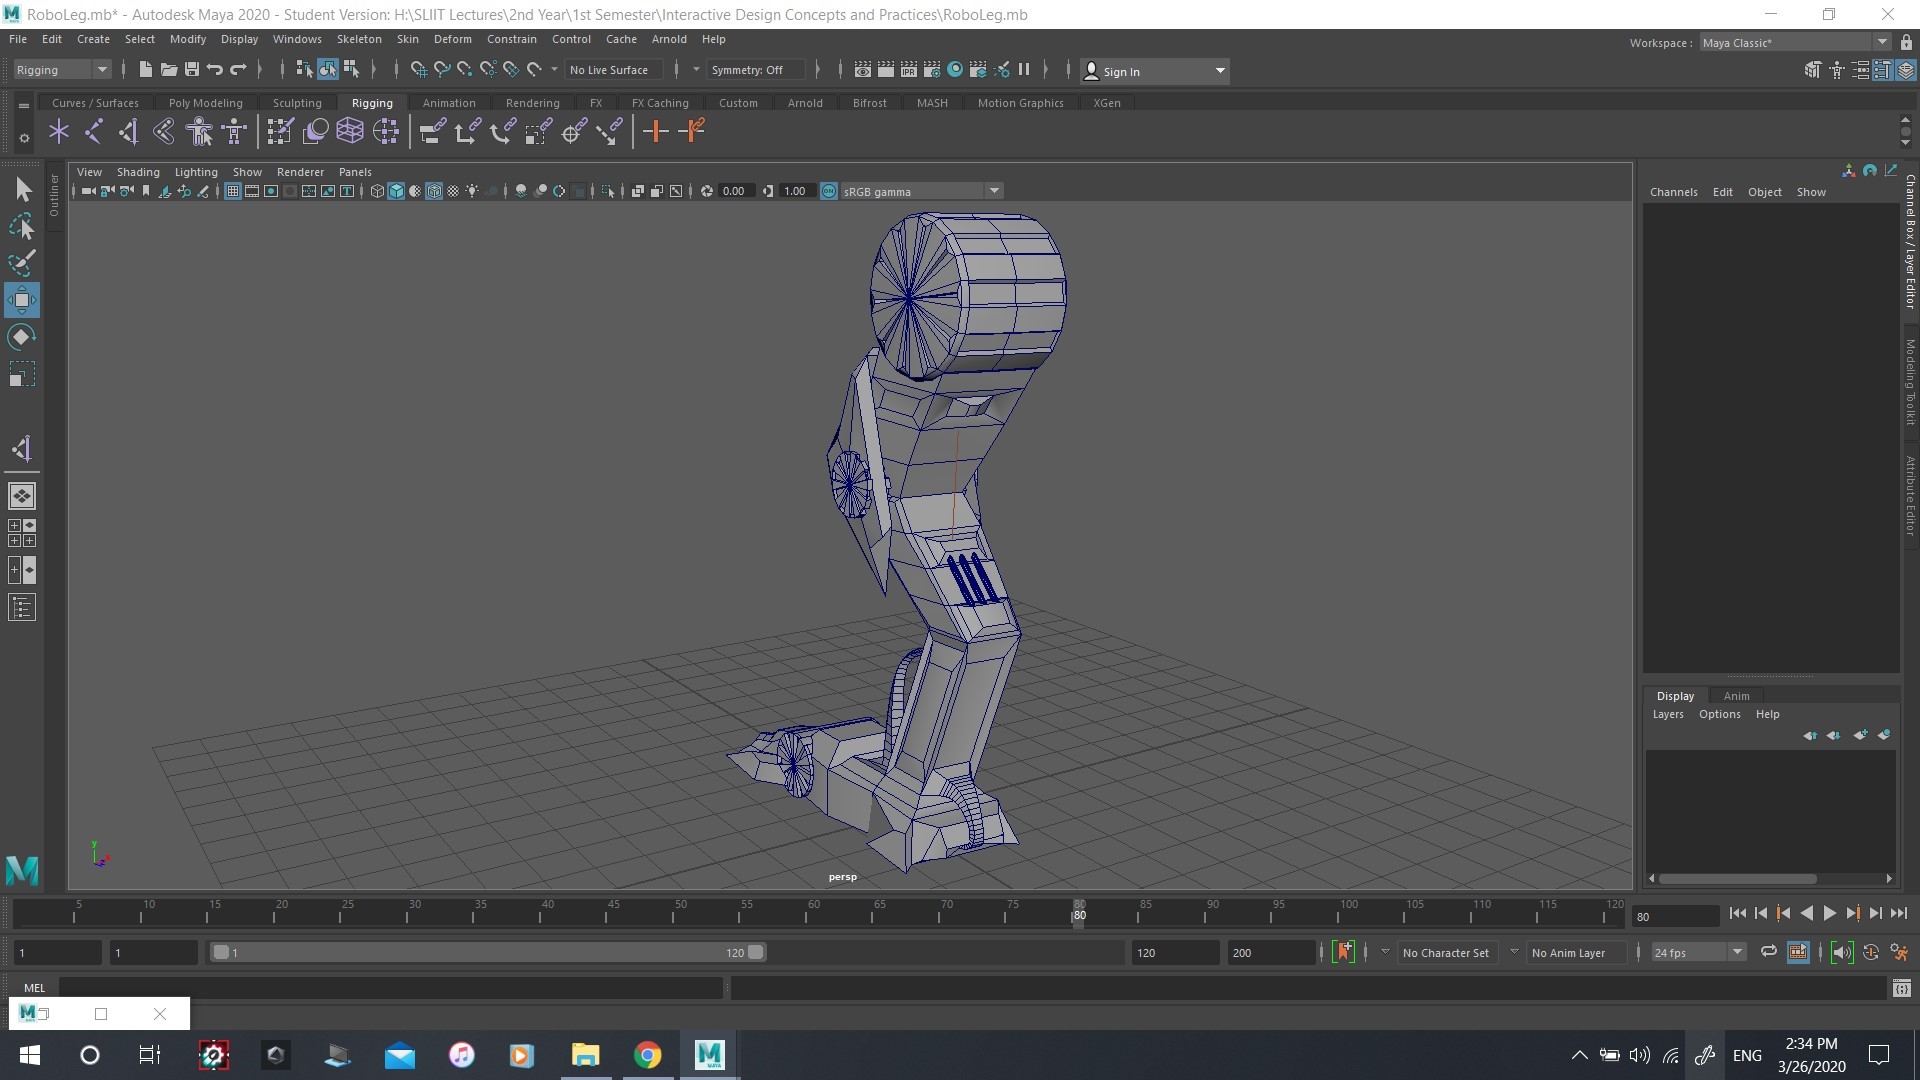 RoboLeg.mb* - Autodesk Maya 2020 - Student Version: H:\SLIIT Lectures\2nd Year\1st Semester\Interactive Design Concepts and Practices\RoboLeg.mb
File Edit Create Select Modify Display Windows Skeleton Skin Deform Constrain Control Cache Arnold Help
Workspace : Maya Classic*
Rigging No Live Surface Symmetry: Off Sign In
IPR
Curves / Surfaces Poly Modeling Sculpting Rigging Animation Rendering FX FX Caching Custom Arnold Bifrost MASH Motion Graphics XGen
View Shading Lighting Show Renderer Panels
0.00 1.00 ON sRGB gamma
Outliner
Channels Edit Object Show
Channel Box / Layer Editor
Modeling Toolkit
Attribute Editor
Display Anim
Layers Options Help
y
persp
5 10 15 20 25 30 35 40 45 50 55 60 65 70 75 80 85 90 95 100 105 110 115 120
80
80
1 1 1 120 120 200 No Character Set No Anim Layer 24 fps
MEL
M
MAYA
ENG
2:34 PM
3/26/2020